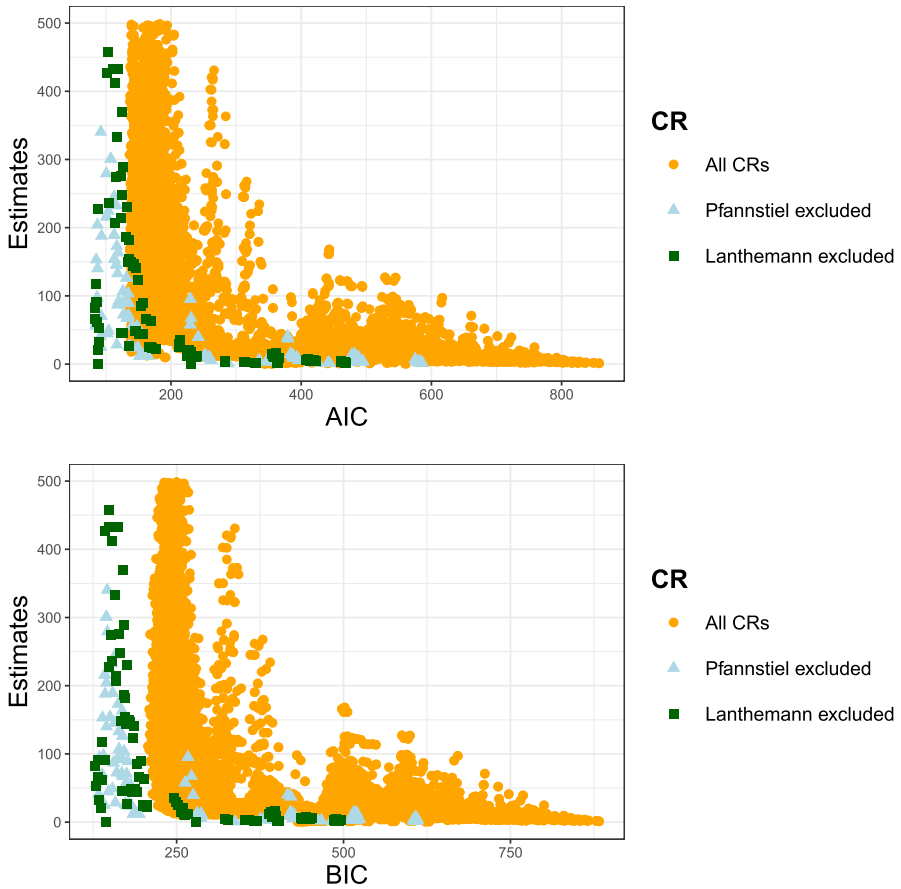 500
400
300
200
100
0
Estimates
200
400
600
800
AIC
CR
All CRs
Pfannstiel excluded
Lanthemann excluded
500
400
300
200
100
0
Estimates
250
500
750
BIC
CR
All CRs
Pfannstiel excluded
Lanthemann excluded